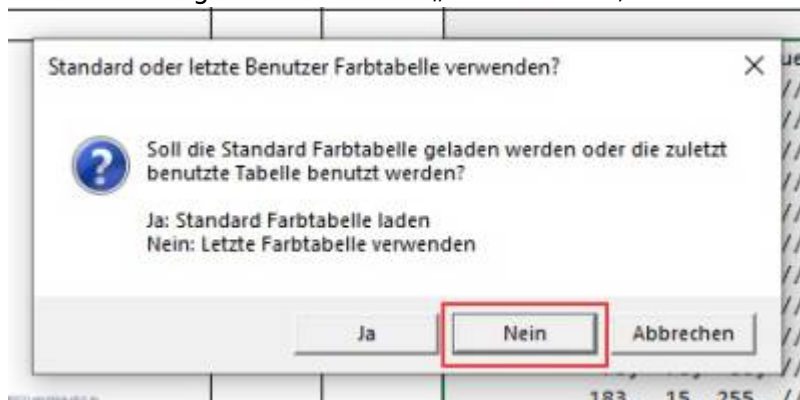 Standard oder letzte Benutzer Farbtabelle verwenden?
Soll die Standard Farbtabelle geladen werden oder die zuletzt
benutzte Tabelle benutzt werden?
Ja: Standard Farbtabelle laden
Nein: Letzte Farbtabelle verwenden
Ja
Nein
Abbrechen
183 15 255 //